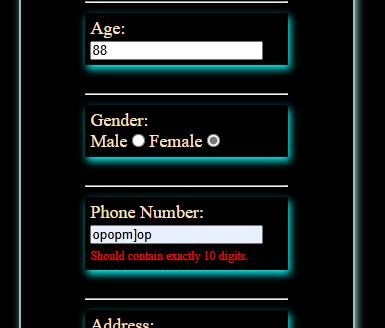 Age:
88
Gender:
Male Female
Phone Number:
opopm]op
Should contain exactly 10 digits.
Address: